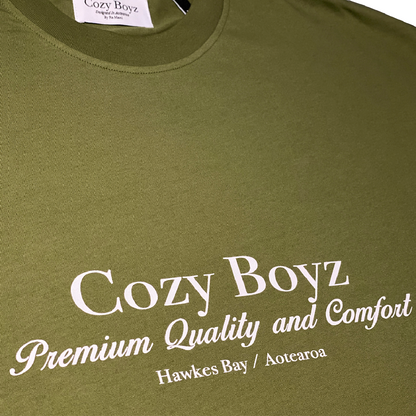 Cozy Boyz
Cozy Boyz
Premium Quality and Comfort
Hawkes Bay / Aotearoa